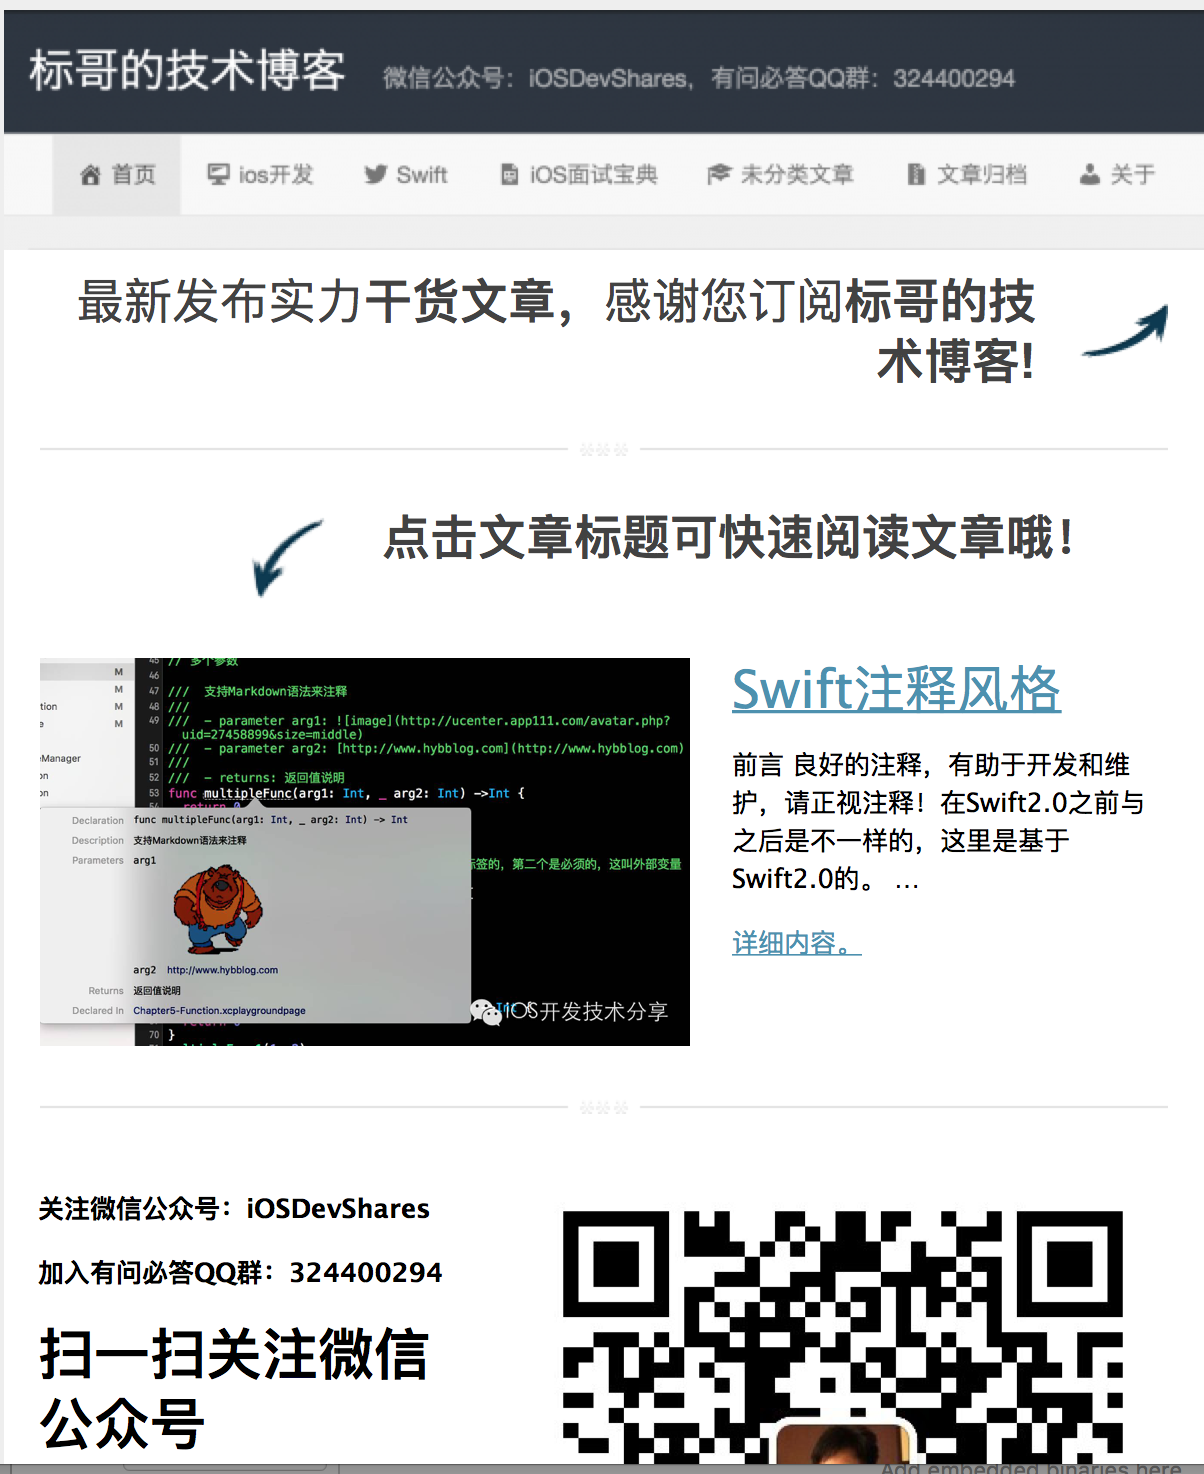 标哥的技术博客
微信公众号：iOSDevShares，有问必答QQ群：324400294
首页
ios开发
Swift
iOS面试宝典
未分类文章
文章归档
关于
最新发布实力干货文章，感谢您订阅标哥的技
术博客!
点击文章标题可快速阅读文章哦！
45 // 多个参数
46
47 /// 支持Markdown语法来注释
48 ///
49 /// - parameter arg1: ![image](http://ucenter.app111.com/avatar.php?
uid=27458899&size=middle)
50 /// - parameter arg2: [http://www.hybblog.com](http://www.hybblog.com)
51 ///
52 /// - returns: 返回值说明
53 func multipleFunc(arg1: Int, _ arg2: Int) ->Int {
M
M
tion M
e M
eManager
on
on
Declaration func multipleFunc(arg1: Int, _ arg2: Int) -> Int
Description 支持Markdown语法来注释
Parameters arg1
标签的，第二个是必须的，这叫外部变量
arg2 http://www.hybblog.com
Returns 返回值说明
Declared In Chapter5-Function.xcplaygroundpage
70 }
iOS开发技术分享
Swift注释风格
前言 良好的注释，有助于开发和维
护，请正视注释！在Swift2.0之前与
之后是不一样的，这里是基于
Swift2.0的。 …
详细内容。
关注微信公众号：iOSDevShares
加入有问必答QQ群：324400294
扫一扫关注微信
公众号
Add embedded binaries here